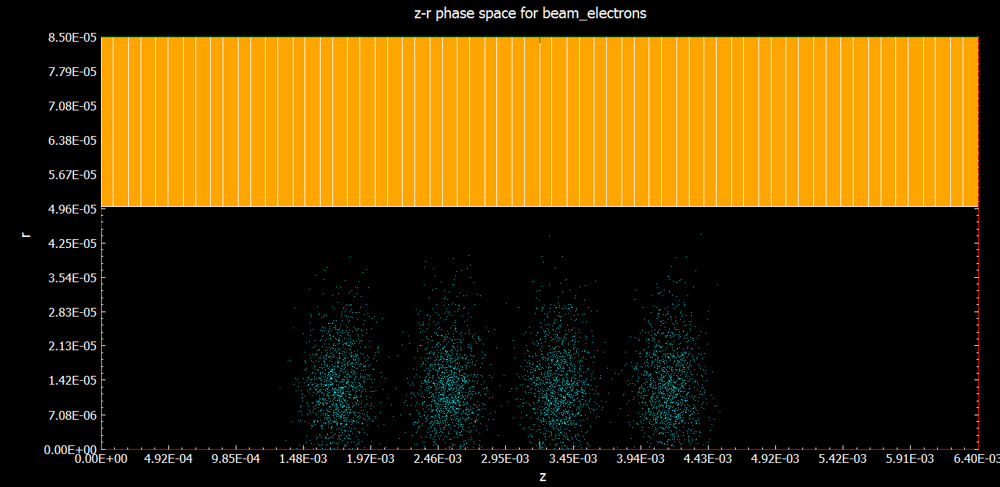 z-r phase space for beam_electrons
8.50E-05
7.79E-05
7.08E-05
6.38E-05
5.67E-05
4.96E-05
r
4.25E-05
3.54E-05
2.83E-05
2.13E-05
1.42E-05
7.08E-06
0.00E+00
0.00E+00 4.92E-04 9.85E-04 1.48E-03 1.97E-03 2.46E-03 2.95E-03 3.45E-03 3.94E-03 4.43E-03 4.92E-03 5.42E-03 5.91E-03 6.40E-03
z